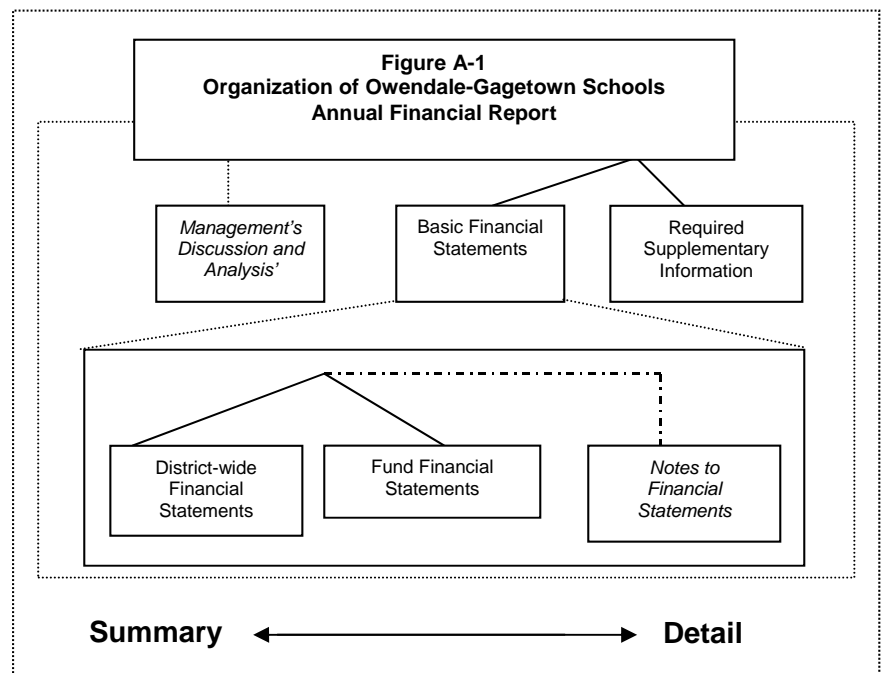 Figure A-1
Organization of Owendale-Gagetown Schools
Annual Financial Report
Management's
Discussion and
Analysis'
Basic Financial
Statements
Required
Supplementary
Information
District-wide
Financial
Statements
Fund Financial
Statements
Notes to
Financial
Statements
Summary
Detail